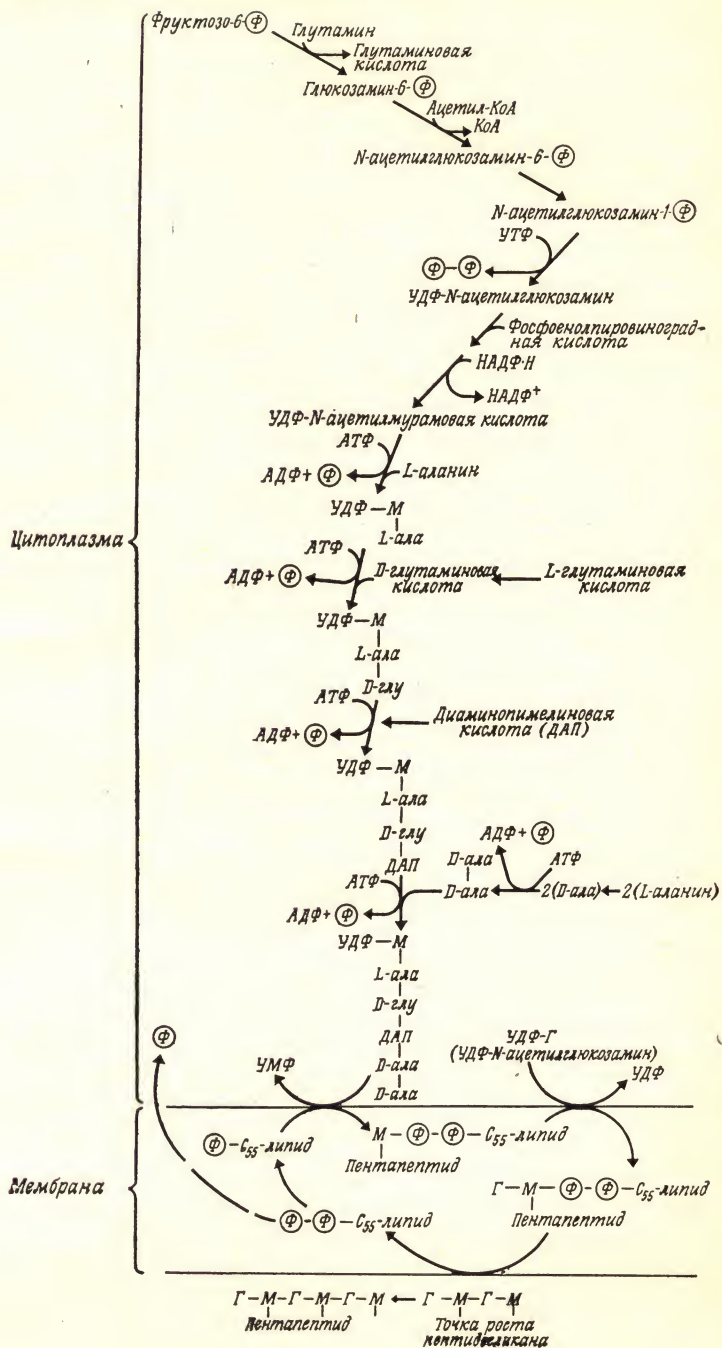 Фруктозо-6-Ф
Глутамин
Глутаминовая
кислота
Глюкозамин-6-Ф
Ацетил-КоА
КоА
N-ацетилглюкозамин-6-Ф
N-ацетилглюкозамин-1-Ф
УТФ
Ф-Ф
УДФ-N-ацетилглюкозамин
Фосфоенолпировиноград-
ная кислота
НАДФ·Н
НАДФ⁺
УДФ-N-ацетилмурамовая кислота
АТФ
АДФ+Ф
L-аланин
УДФ—М
L-ала
Цитоплазма
АТФ
АДФ+Ф
D-глутаминовая
кислота
L-глутаминовая
кислота
УДФ—М
L-ала
D-глу
АТФ
АДФ+Ф
Диаминопимелиновая
кислота (ДАП)
УДФ—М
L-ала
D-глу
ДАП
АТФ
АДФ+Ф
D-ала
D-ала
АДФ+Ф
АТФ
2(D-ала)
2(L-аланин)
УДФ—М
L-ала
D-глу
ДАП
D-ала
D-ала
Ф
УМФ
УДФ-Г
(УДФ-N-ацетилглюкозамин)
УДФ
Мембрана
Ф-C₅₅-липид
М-Ф-Ф-C₅₅-липид
Пентапептид
Г-М-Ф-Ф-C₅₅-липид
Пентапептид
Ф-Ф-C₅₅-липид
Г-М-Г-М-Г-М
Пентапептид
Г-М-Г-М
Точка роста
пептидогликана